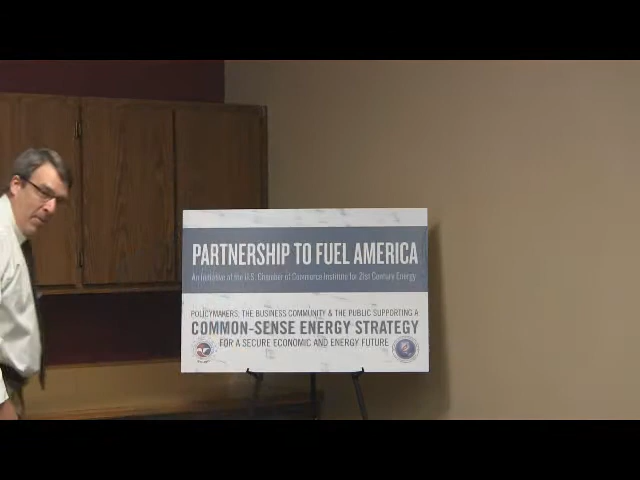 PARTNERSHIP TO FUEL AMERICA
An Initiative of the U.S. Chamber of Commerce Institute for 21st Century Energy
POLICYMAKERS, THE BUSINESS COMMUNITY & THE PUBLIC SUPPORTING A
COMMON-SENSE ENERGY STRATEGY
FOR A SECURE ECONOMIC AND ENERGY FUTURE